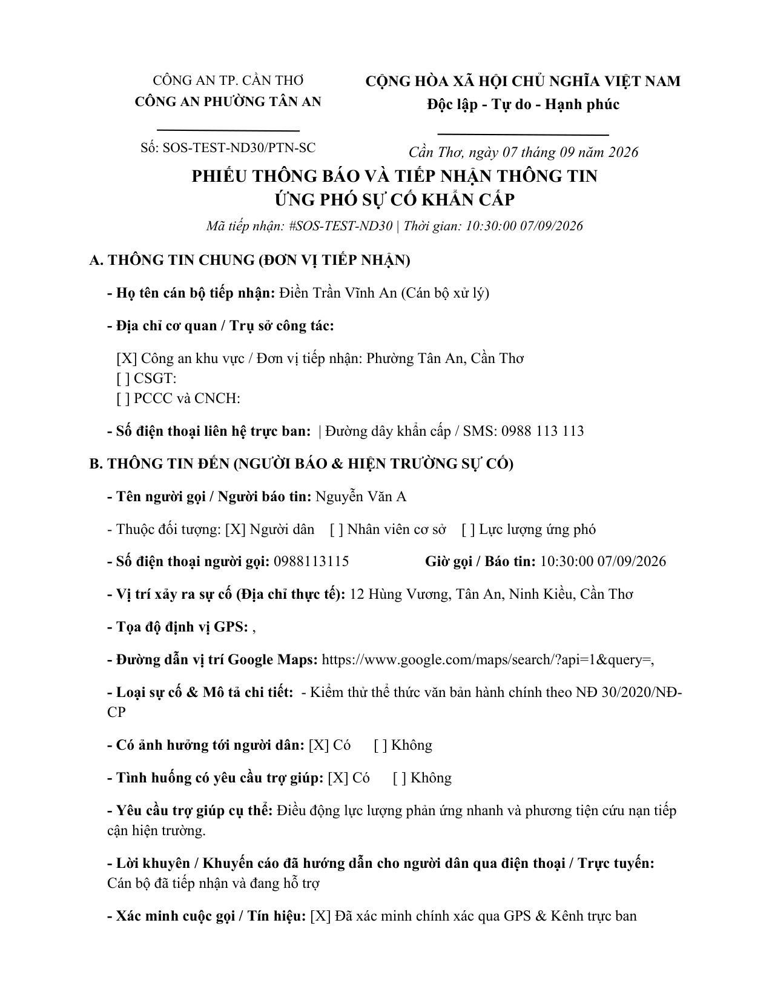 CÔNG AN TP. CẦN THƠ
CÔNG AN PHƯỜNG TÂN AN
Số: SOS-TEST-ND30/PTN-SC
CỘNG HÒA XÃ HỘI CHỦ NGHĨA VIỆT NAM
Độc lập - Tự do - Hạnh phúc
Cần Thơ, ngày 07 tháng 09 năm 2026
PHIẾU THÔNG BÁO VÀ TIẾP NHẬN THÔNG TIN
ỨNG PHÓ SỰ CỐ KHẨN CẤP
Mã tiếp nhận: #SOS-TEST-ND30 | Thời gian: 10:30:00 07/09/2026
A. THÔNG TIN CHUNG (ĐƠN VỊ TIẾP NHẬN)
- Họ tên cán bộ tiếp nhận: Điền Trần Vĩnh An (Cán bộ xử lý)
- Địa chỉ cơ quan / Trụ sở công tác:
[X] Công an khu vực / Đơn vị tiếp nhận: Phường Tân An, Cần Thơ
[ ] CSGT:
[ ] PCCC và CNCH:
- Số điện thoại liên hệ trực ban:  | Đường dây khẩn cấp / SMS: 0988 113 113
B. THÔNG TIN ĐẾN (NGƯỜI BÁO & HIỆN TRƯỜNG SỰ CỐ)
- Tên người gọi / Người báo tin: Nguyễn Văn A
- Thuộc đối tượng: [X] Người dân    [ ] Nhân viên cơ sở    [ ] Lực lượng ứng phó
- Số điện thoại người gọi: 0988113115    Giờ gọi / Báo tin: 10:30:00 07/09/2026
- Vị trí xảy ra sự cố (Địa chỉ thực tế): 12 Hùng Vương, Tân An, Ninh Kiều, Cần Thơ
- Tọa độ định vị GPS: ,
- Đường dẫn vị trí Google Maps: https://www.google.com/maps/search/?api=1&query=,
- Loại sự cố & Mô tả chi tiết:  - Kiểm thử thể thức văn bản hành chính theo NĐ 30/2020/NĐ-
CP
- Có ảnh hưởng tới người dân: [X] Có      [ ] Không
- Tình huống có yêu cầu trợ giúp: [X] Có      [ ] Không
- Yêu cầu trợ giúp cụ thể: Điều động lực lượng phản ứng nhanh và phương tiện cứu nạn tiếp
cận hiện trường.
- Lời khuyên / Khuyến cáo đã hướng dẫn cho người dân qua điện thoại / Trực tuyến:
Cán bộ đã tiếp nhận và đang hỗ trợ
- Xác minh cuộc gọi / Tín hiệu: [X] Đã xác minh chính xác qua GPS & Kênh trực ban